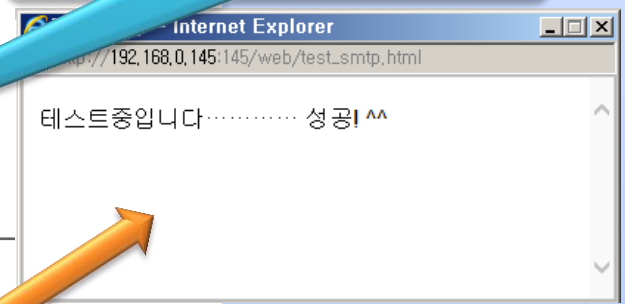 Internet Explorer
192,168,0,145:145/web/test_smtp,html
테스트중입니다………… 성공! ^^